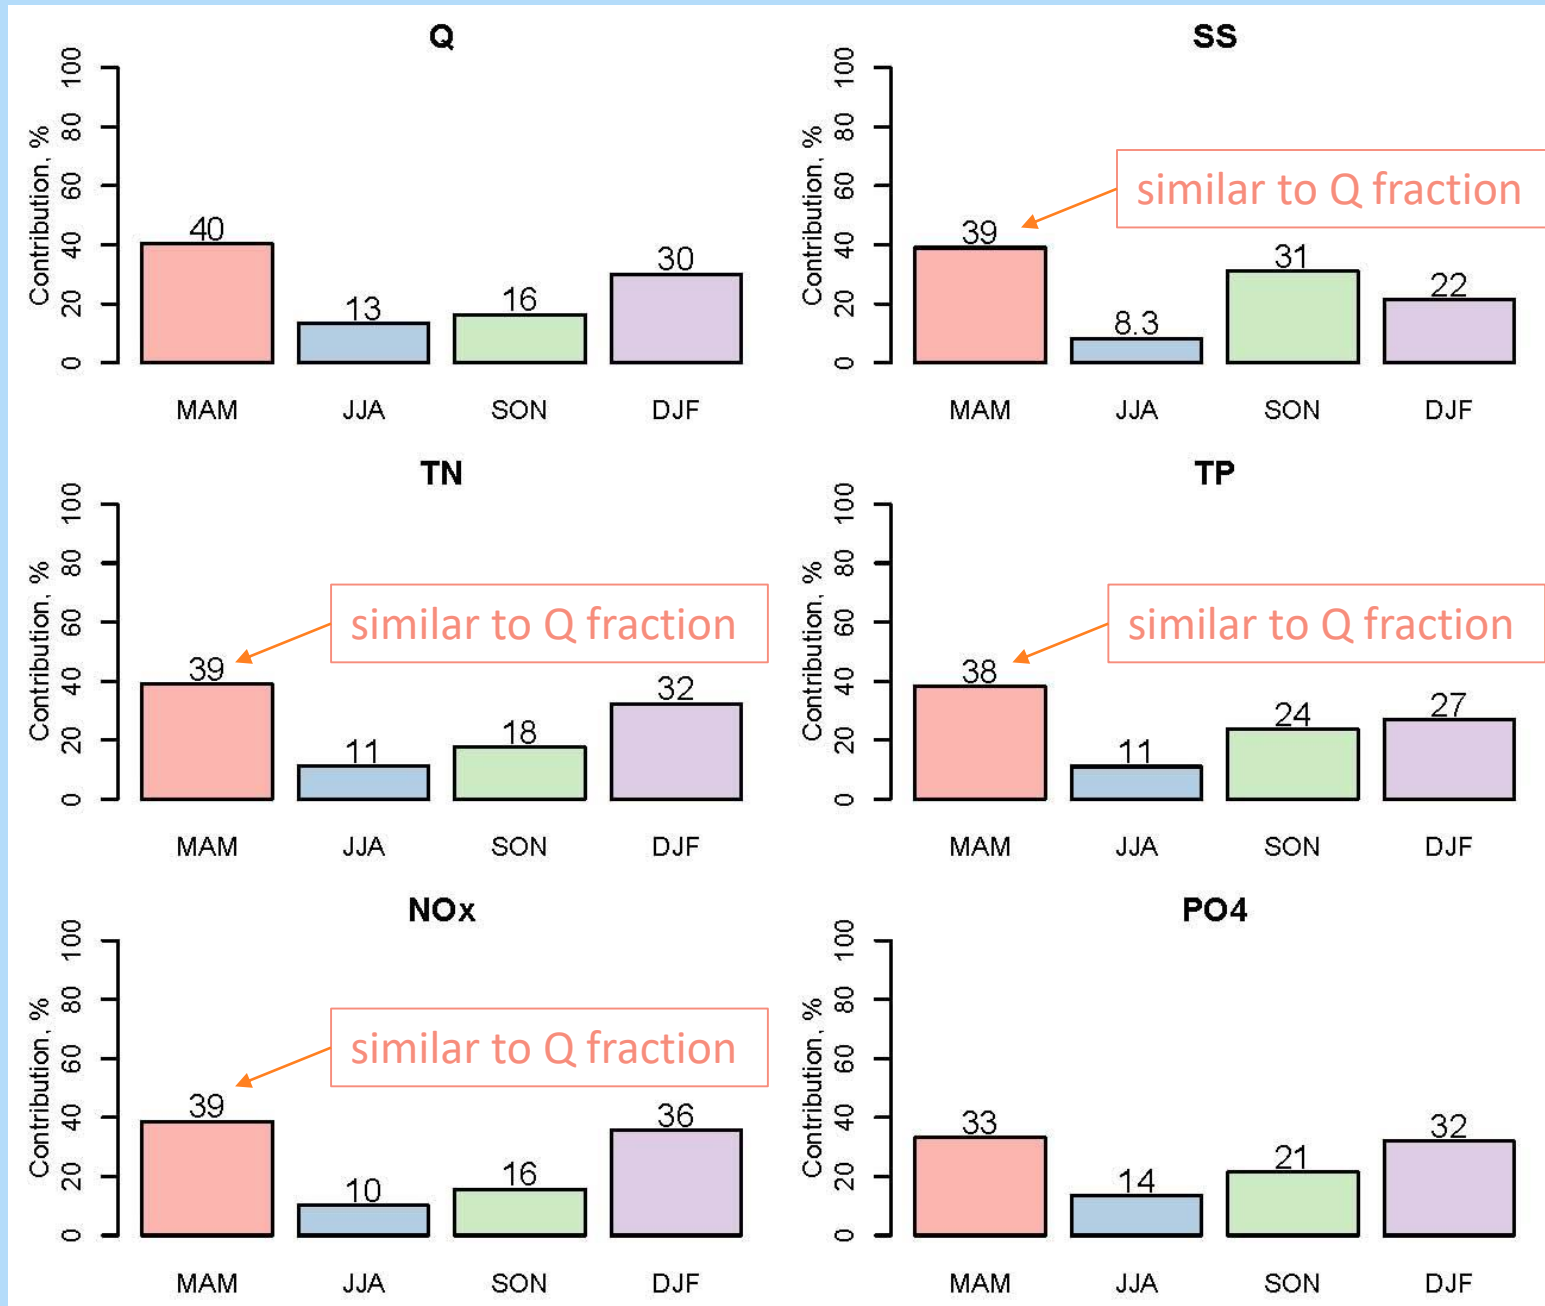 Q
Contribution, %
0 20 40 60 80 100
40
13
16
30
MAM JJA SON DJF
SS
Contribution, %
0 20 40 60 80 100
similar to Q fraction
39
8.3
31
22
MAM JJA SON DJF
TN
Contribution, %
0 20 40 60 80 100
similar to Q fraction
39
11
18
32
MAM JJA SON DJF
TP
Contribution, %
0 20 40 60 80 100
similar to Q fraction
38
11
24
27
MAM JJA SON DJF
NOx
Contribution, %
0 20 40 60 80 100
similar to Q fraction
39
10
16
36
MAM JJA SON DJF
PO4
Contribution, %
0 20 40 60 80 100
33
14
21
32
MAM JJA SON DJF